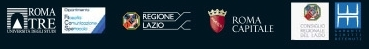 ROMA
TRE
UNIVERSITÀ DEGLI STUDI
Dipartimento
Filosofia
Comunicazione
Spettacolo
REGIONE
LAZIO
ROMA
CAPITALE
CONSIGLIO
REGIONALE
DEL LAZIO